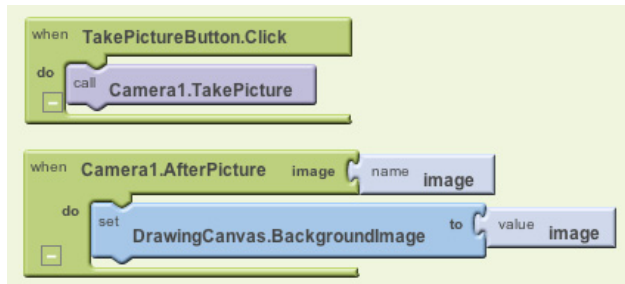 when TakePictureButton.Click
do call Camera1.TakePicture
when Camera1.AfterPicture image name image
do set DrawingCanvas.BackgroundImage to value image